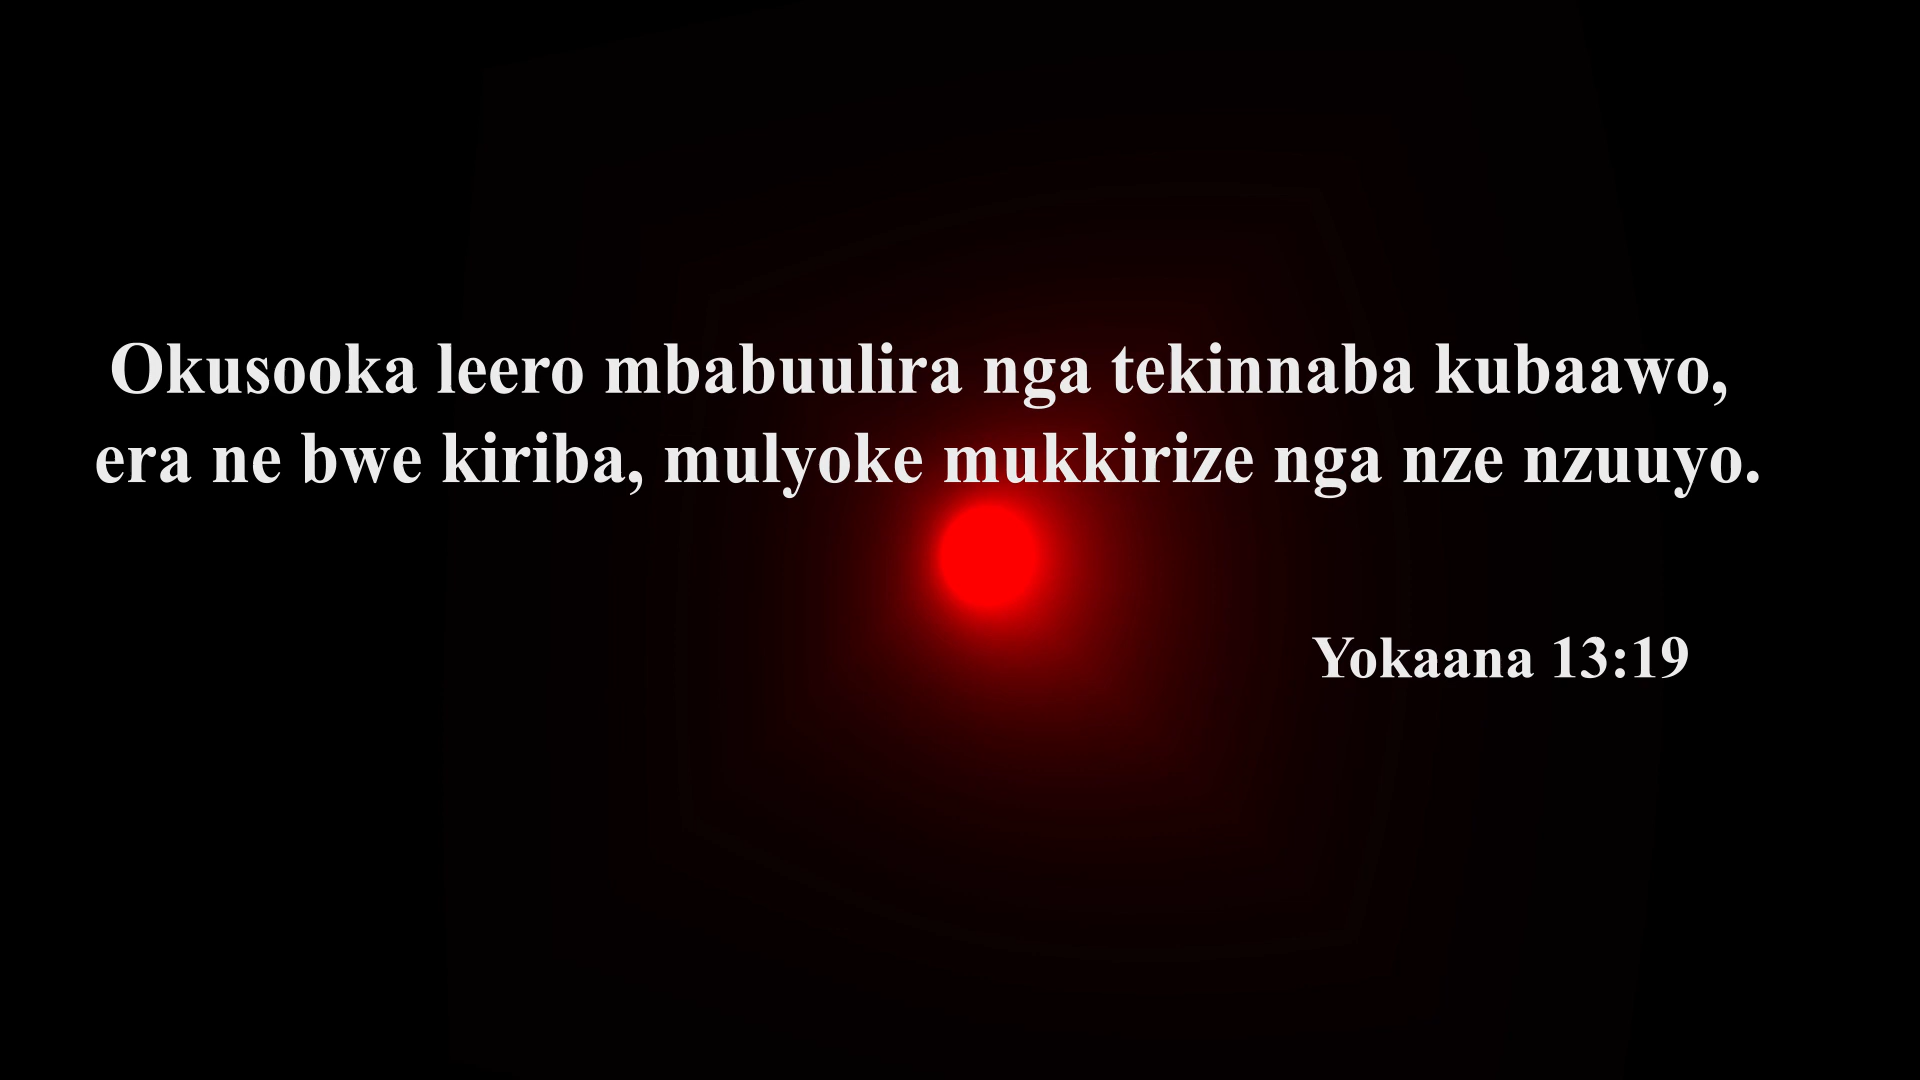 Okusooka leero mbabuulira nga tekinnaba kubaawo,
era ne bwe kiriba, mulyoke mukkirize nga nze nzuuyo.
Yokaana 13:19